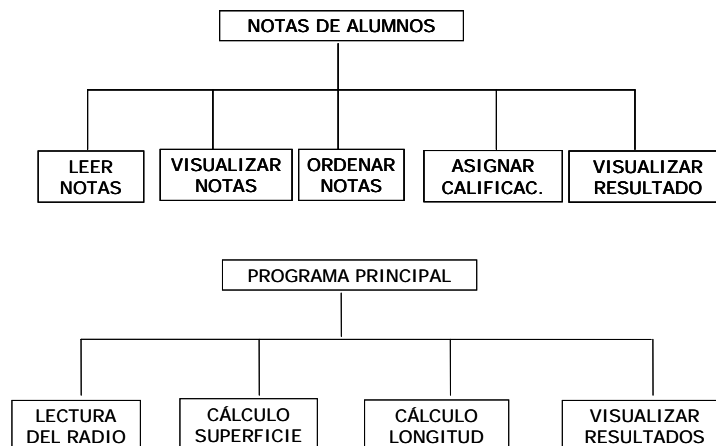 NOTAS DE ALUMNOS
LEER
NOTAS
VISUALIZAR
NOTAS
ORDENAR
NOTAS
ASIGNAR
CALIFICAC.
VISUALIZAR
RESULTADO
PROGRAMA PRINCIPAL
LECTURA
DEL RADIO
CÁLCULO
SUPERFICIE
CÁLCULO
LONGITUD
VISUALIZAR
RESULTADOS